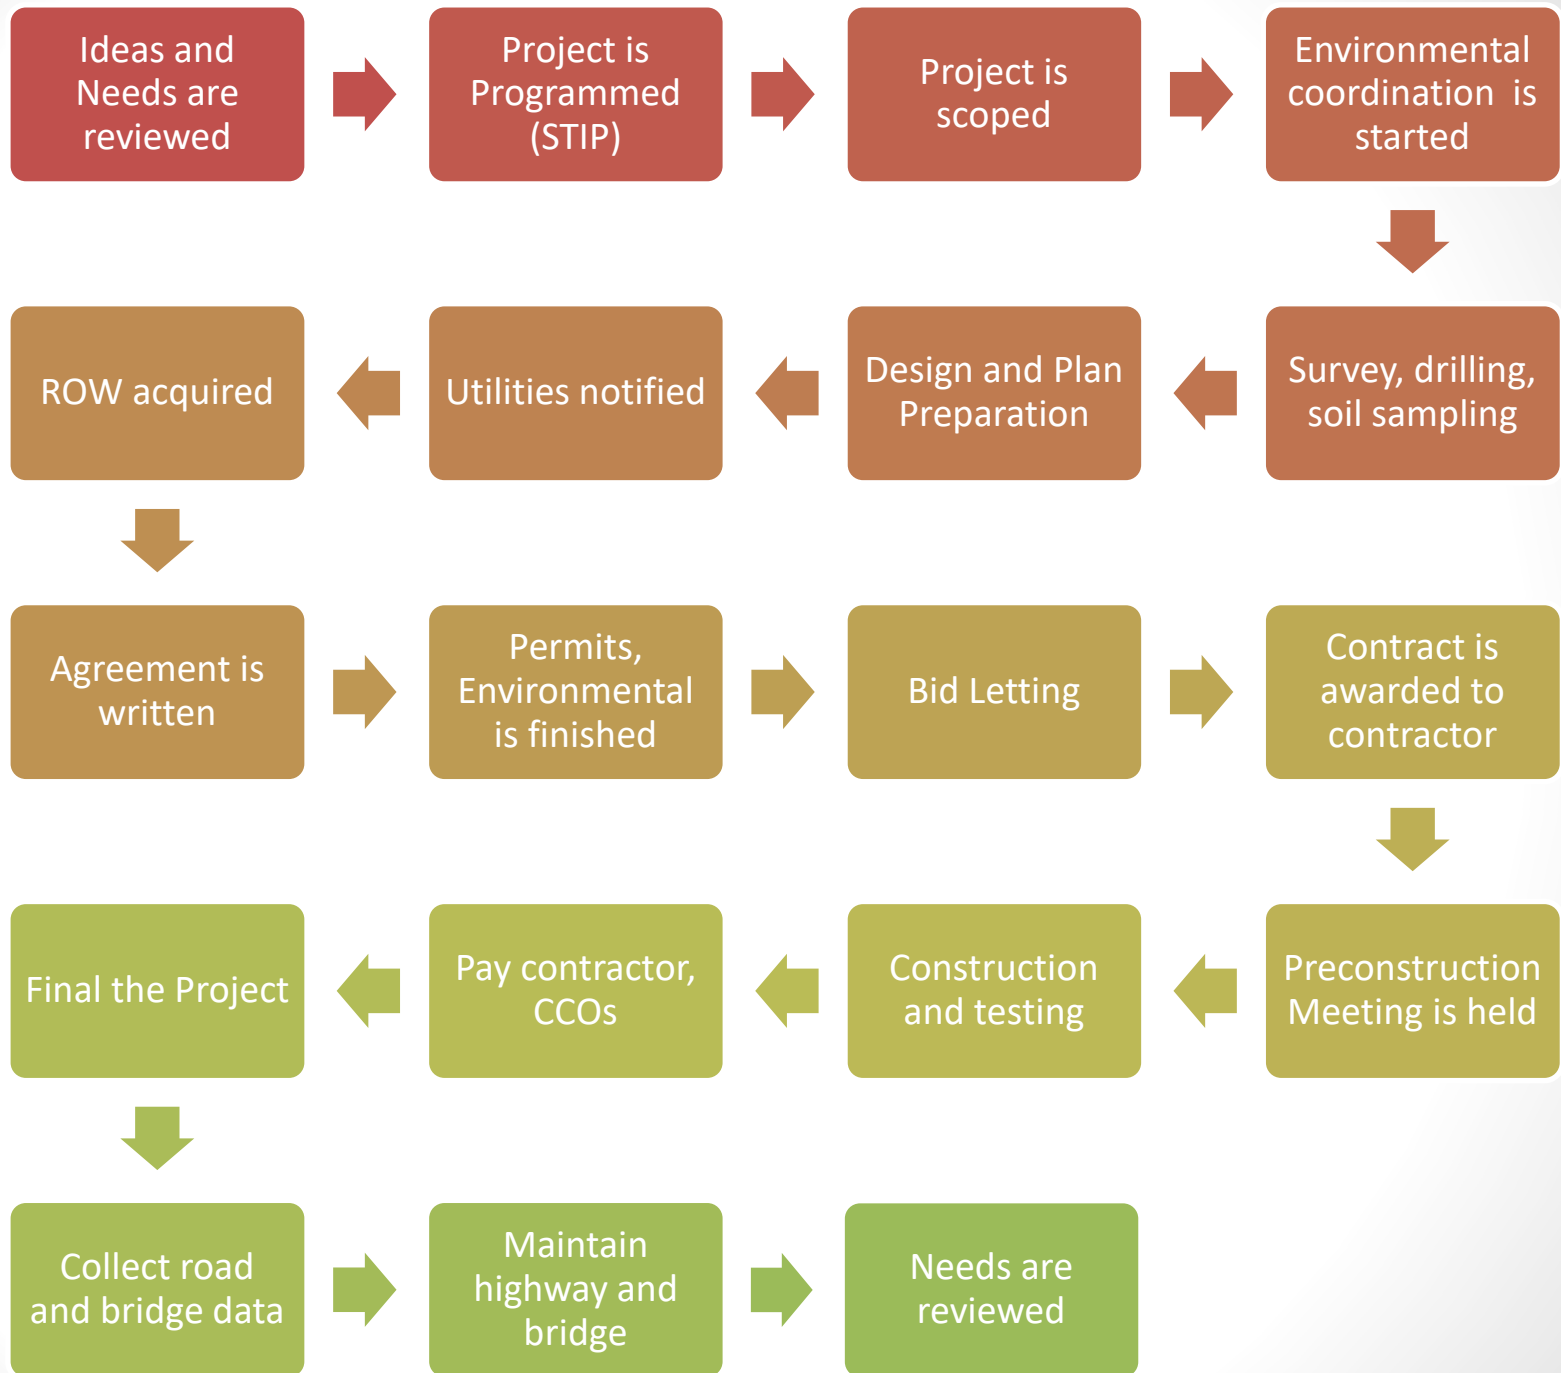 Ideas and
Needs are
reviewed
Project is
Programmed
(STIP)
Project is
scoped
Environmental
coordination is
started
Survey, drilling,
soil sampling
Design and Plan
Preparation
Utilities notified
ROW acquired
Agreement is
written
Permits,
Environmental
is finished
Bid Letting
Contract is
awarded to
contractor
Preconstruction
Meeting is held
Construction
and testing
Pay contractor,
CCOs
Final the Project
Collect road
and bridge data
Maintain
highway and
bridge
Needs are
reviewed